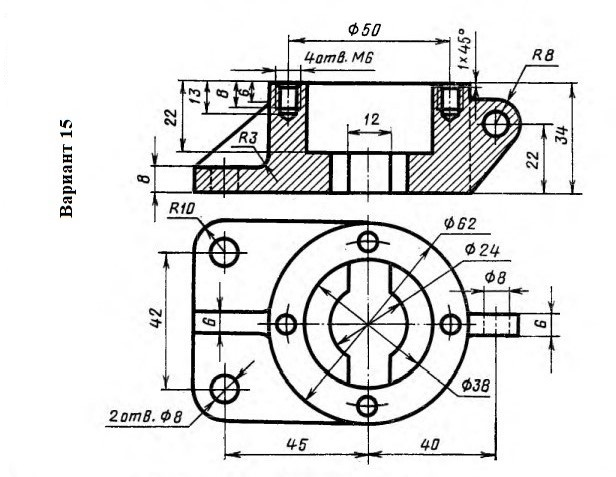 Вариант 15
Ф50
4отв. М6
1×45°
R8
13
8
6
22
12
34
22
R3
8
R10
Ф62
Ф24
Ф8
42
6
6
Ф38
2отв. Ф8
45
40